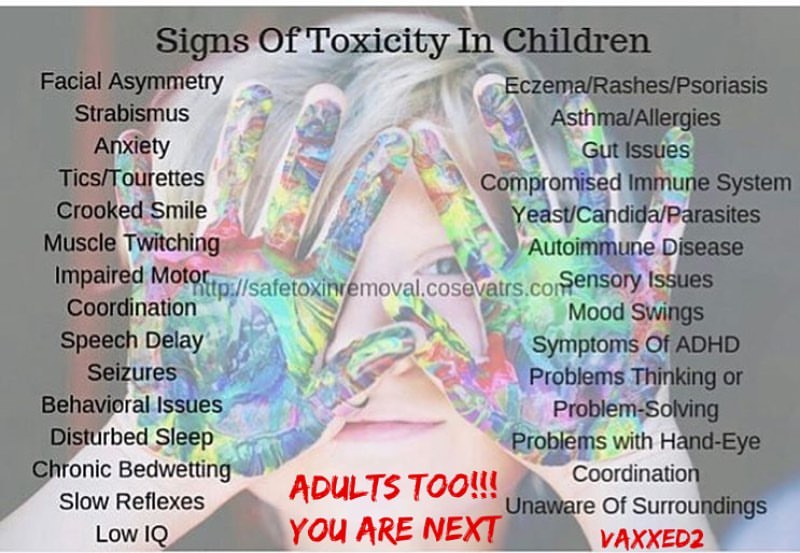 Signs Of Toxicity In Children
Facial Asymmetry
Strabismus
Anxiety
Tics/Tourettes
Crooked Smile
Muscle Twitching
Impaired Motor
Coordination
Speech Delay
Seizures
Behavioral Issues
Disturbed Sleep
Chronic Bedwetting
Slow Reflexes
Low IQ
Eczema/Rashes/Psoriasis
Asthma/Allergies
Gut Issues
Compromised Immune System
Yeast/Candida/Parasites
Autoimmune Disease
Sensory Issues
Mood Swings
Symptoms Of ADHD
Problems Thinking or
Problem-Solving
Problems with Hand-Eye
Coordination
Unaware Of Surroundings
http://safetoxinremoval.cosevatrs.com
ADULTS TOO!!!
YOU ARE NEXT
VAXXED2